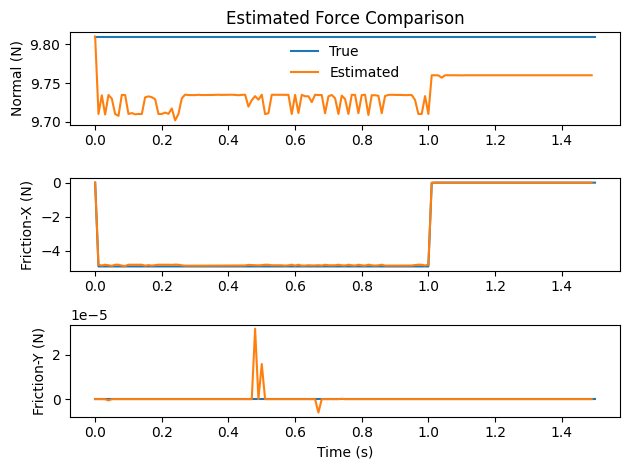 Estimated Force Comparison
Normal (N)
9.80
9.75
9.70
True
Estimated
0.0 0.2 0.4 0.6 0.8 1.0 1.2 1.4
Friction-X (N)
0
−2
−4
0.0 0.2 0.4 0.6 0.8 1.0 1.2 1.4
1e−5
Friction-Y (N)
2
0
0.0 0.2 0.4 0.6 0.8 1.0 1.2 1.4
Time (s)